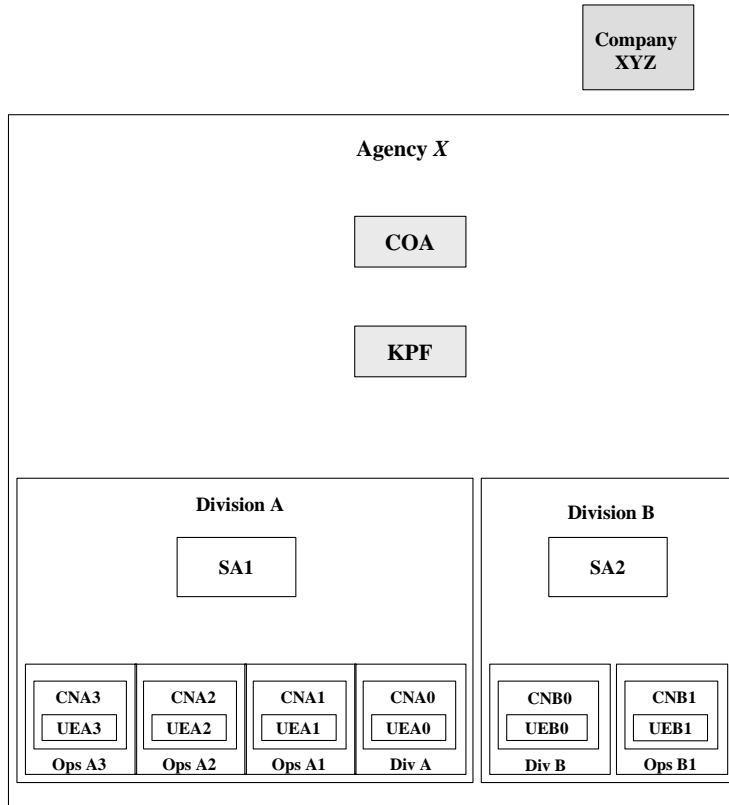 Company
XYZ
Agency X
COA
KPF
Division A
Division B
SA1
SA2
CNA3
CNA2
CNA1
CNA0
CNB0
CNB1
UEA3
UEA2
UEA1
UEA0
UEB0
UEB1
Ops A3
Ops A2
Ops A1
Div A
Div B
Ops B1